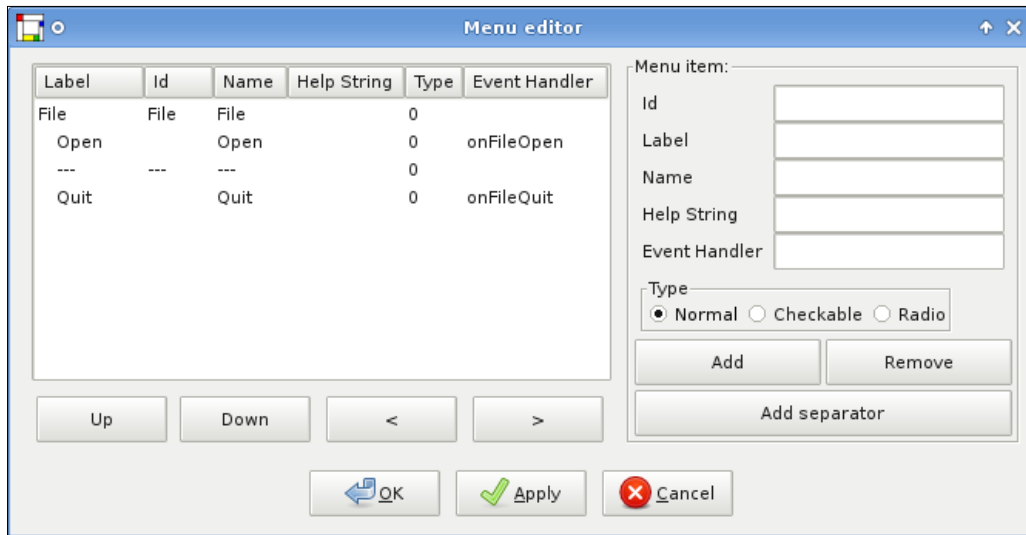 Menu editor
Label Id Name Help String Type Event Handler
File File File 0
Open Open 0 onFileOpen
--- --- --- 0
Quit Quit 0 onFileQuit
Up Down < >
Menu item:
Id
Label
Name
Help String
Event Handler
Type
Normal Checkable Radio
Add Remove
Add separator
OK Apply Cancel